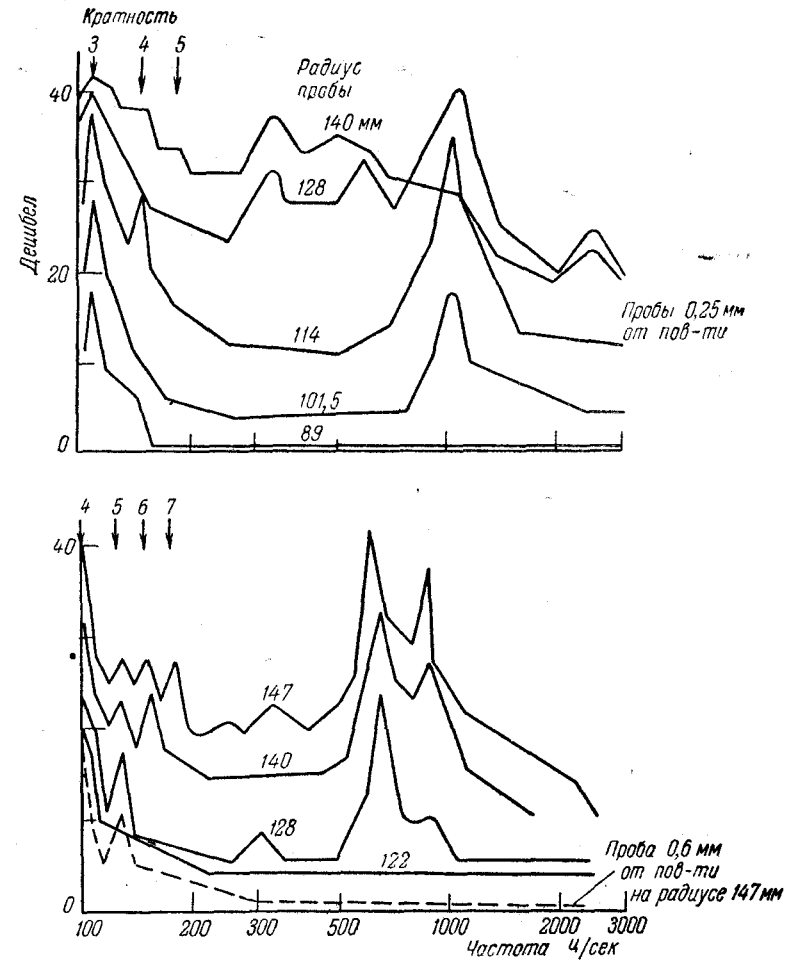 Кратность
3 4 5
Радиус
пробы
140 мм
40
128
Децибел
20
Пробы 0,25 мм
от пов-ти
114
101,5
89
0
4 5 6 7
40
147
140
128
122
Проба 0,6 мм
от пов-ти
на радиусе 147 мм
0
100 200 300 500 1000 2000 3000
Частота ц/сек